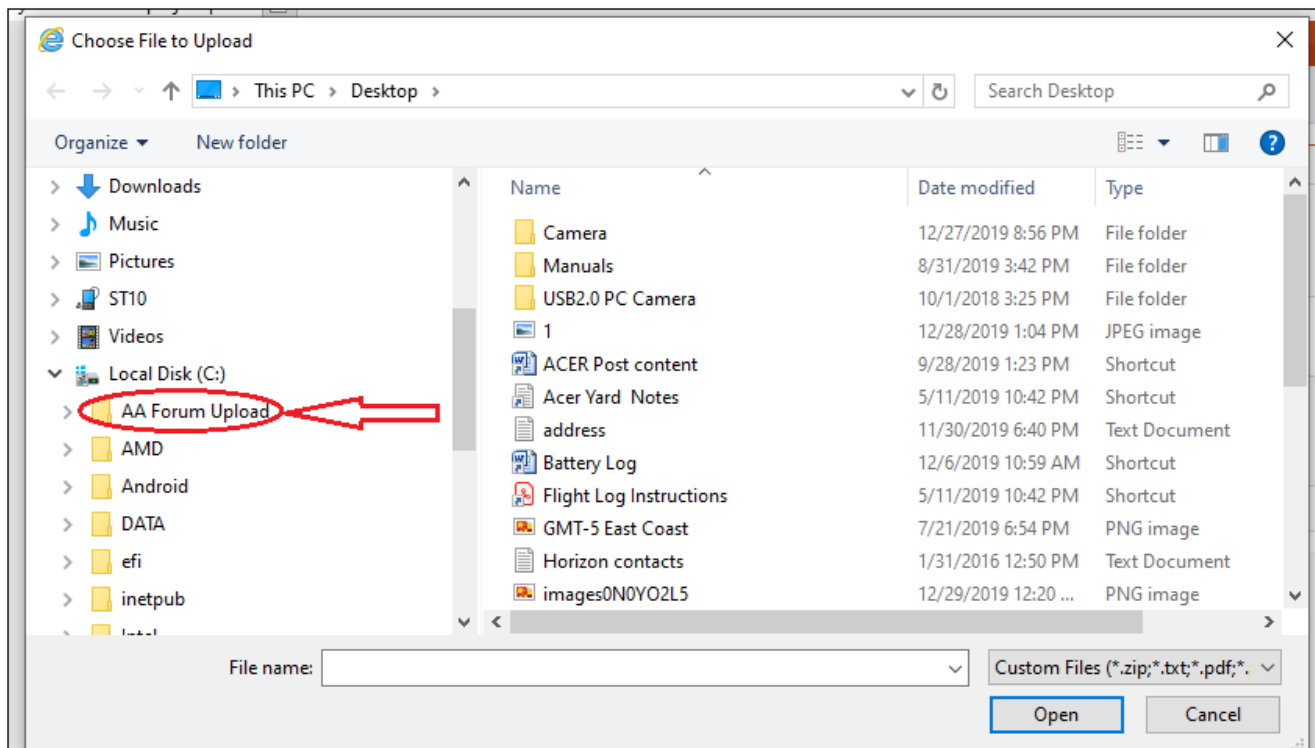 Choose File to Upload
This PC > Desktop >
Search Desktop
Organize
New folder
Downloads
Music
Pictures
ST10
Videos
Local Disk (C:)
AA Forum Upload
AMD
Android
DATA
efi
inetpub
Intel
Name Date modified Type
Camera 12/27/2019 8:56 PM File folder
Manuals 8/31/2019 3:42 PM File folder
USB2.0 PC Camera 10/1/2018 3:25 PM File folder
1 12/28/2019 1:04 PM JPEG image
ACER Post content 9/28/2019 1:23 PM Shortcut
Acer Yard Notes 5/11/2019 10:42 PM Shortcut
address 11/30/2019 6:40 PM Text Document
Battery Log 12/6/2019 10:59 AM Shortcut
Flight Log Instructions 5/11/2019 10:42 PM Shortcut
GMT-5 East Coast 7/21/2019 6:54 PM PNG image
Horizon contacts 1/31/2016 12:50 PM Text Document
images0N0YO2L5 12/29/2019 12:20 ... PNG image
File name:
Custom Files (*.zip;*.txt;*.pdf;*.
Open
Cancel